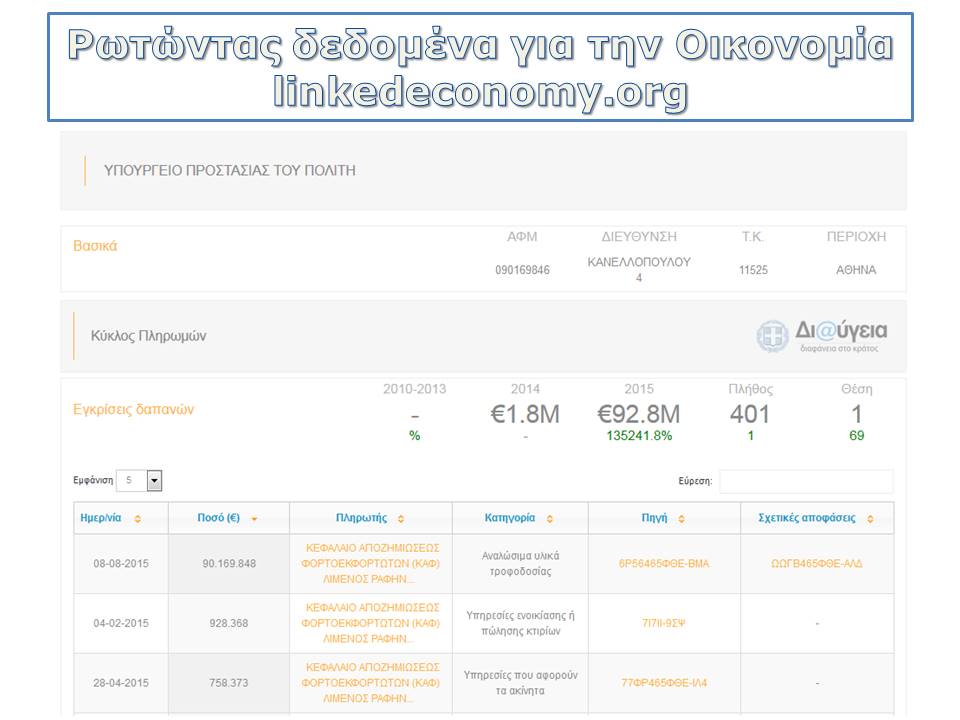 Ρωτώντας δεδομένα για την Οικονομία
linkedeconomy.org
ΥΠΟΥΡΓΕΙΟ ΠΡΟΣΤΑΣΙΑΣ ΤΟΥ ΠΟΛΙΤΗ
Βασικά
ΑΦΜ ΔΙΕΥΘΥΝΣΗ Τ.Κ. ΠΕΡΙΟΧΗ
090169846 ΚΑΝΕΛΛΟΠΟΥΛΟΥ 4 11525 ΑΘΗΝΑ
Κύκλος Πληρωμών
Δι@ύγεια
διαφάνεια στο κράτος
Εγκρίσεις δαπανών
2010-2013 2014 2015 Πλήθος Θέση
- €1.8M €92.8M 401 1
% - 135241.8% 1 69
Εμφάνιση 5 Εύρεση:
Ημερ/νία Ποσό (€) Πληρωτής Κατηγορία Πηγή Σχετικές αποφάσεις
08-08-2015 90.169.848 ΚΕΦΑΛΑΙΟ ΑΠΟΖΗΜΙΩΣΕΩΣ ΦΟΡΤΟΕΚΦΟΡΤΩΤΩΝ (ΚΑΦ) ΛΙΜΕΝΟΣ ΡΑΦΗΝ... Αναλώσιμα υλικά τροφοδοσίας 6Ρ56465ΦΘΕ-ΒΜΑ ΩΩΓΒ465ΦΘΕ-ΑΛΔ
04-02-2015 928.368 ΚΕΦΑΛΑΙΟ ΑΠΟΖΗΜΙΩΣΕΩΣ ΦΟΡΤΟΕΚΦΟΡΤΩΤΩΝ (ΚΑΦ) ΛΙΜΕΝΟΣ ΡΑΦΗΝ... Υπηρεσίες ενοικίασης ή πώλησης κτιρίων 7Ι7ΙΙ-9ΣΨ -
28-04-2015 758.373 ΚΕΦΑΛΑΙΟ ΑΠΟΖΗΜΙΩΣΕΩΣ ΦΟΡΤΟΕΚΦΟΡΤΩΤΩΝ (ΚΑΦ) ΛΙΜΕΝΟΣ ΡΑΦΗΝ... Υπηρεσίες που αφορούν τα ακίνητα 77ΦΡ465ΦΘΕ-ΙΛ4 -